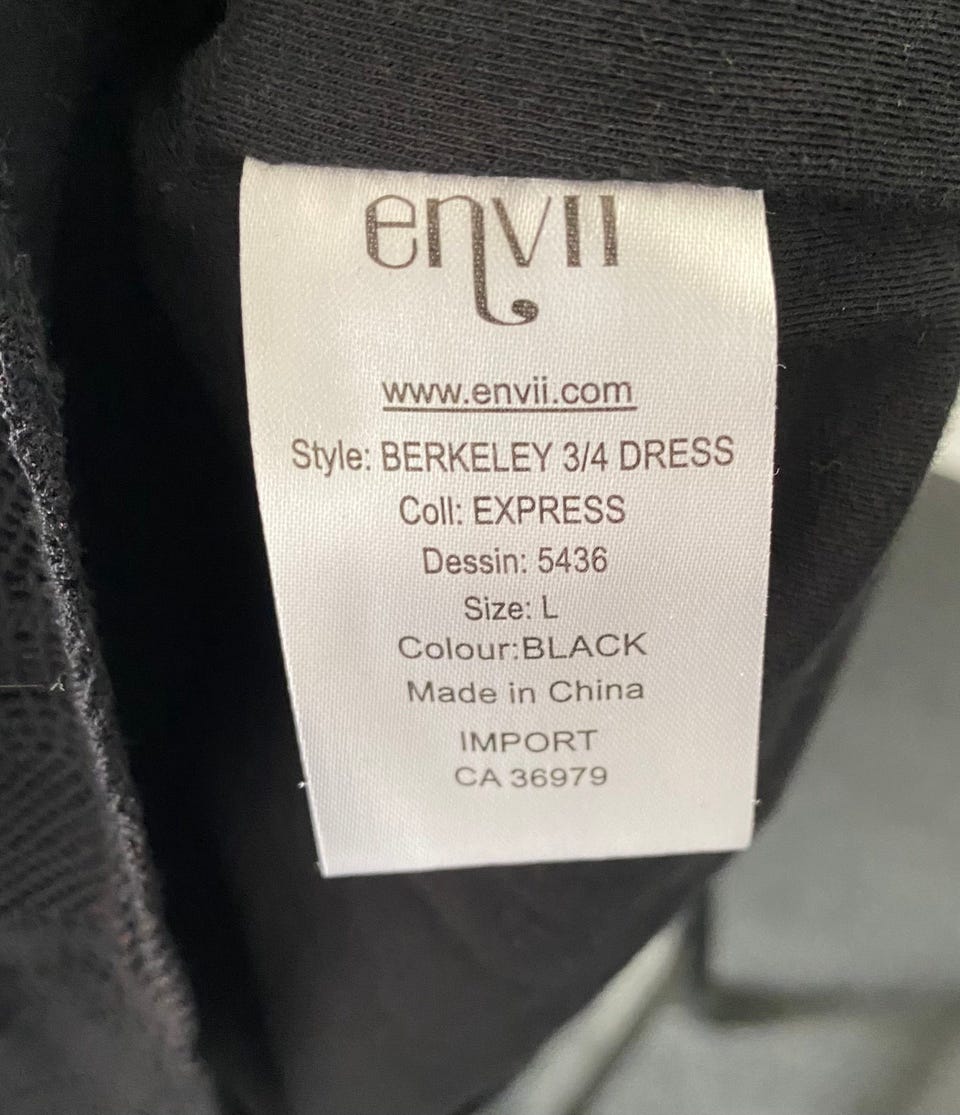 envii
www.envii.com
Style: BERKELEY 3/4 DRESS
Coll: EXPRESS
Dessin: 5436
Size: L
Colour:BLACK
Made in China
IMPORT
CA 36979